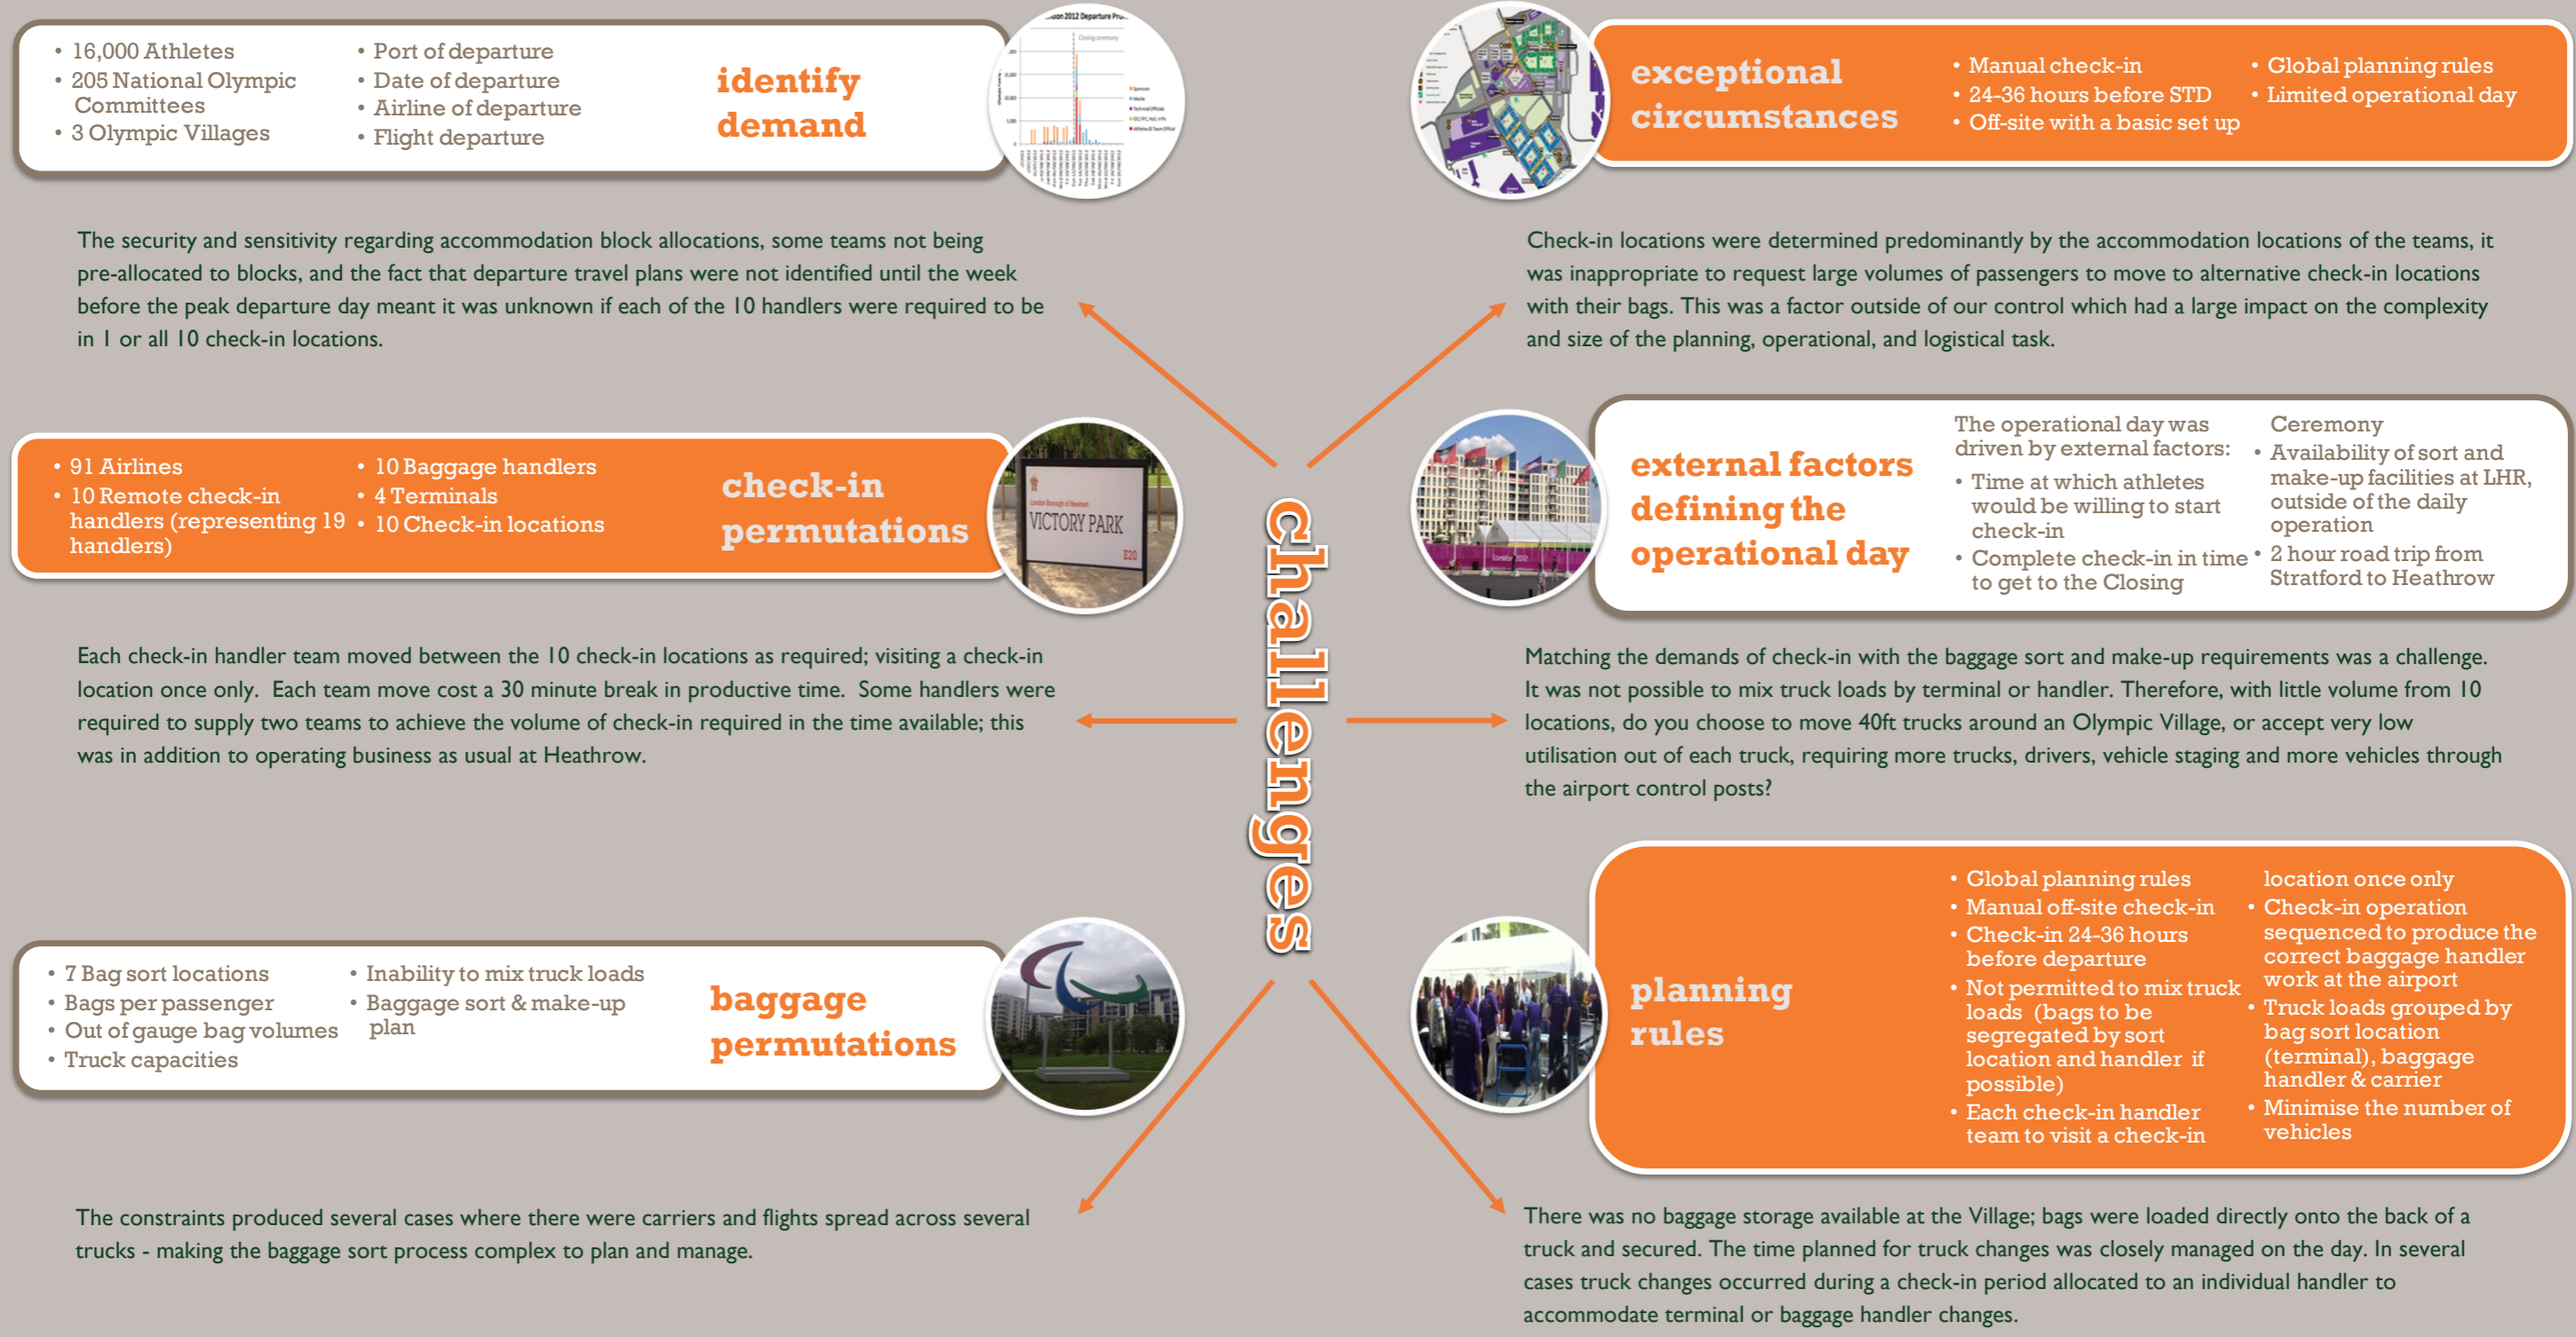 • 16,000 Athletes
• 205 National Olympic
Committees
• 3 Olympic Villages
• Port of departure
• Date of departure
• Airline of departure
• Flight departure
identify
demand
2012 Departure
Closing ceremony
The security and sensitivity regarding accommodation block allocations, some teams not being
pre-allocated to blocks, and the fact that departure travel plans were not identified until the week
before the peak departure day meant it was unknown if each of the 10 handlers were required to be
in 1 or all 10 check-in locations.
• 91 Airlines
• 10 Remote check-in
handlers (representing 19
handlers)
• 10 Baggage handlers
• 4 Terminals
• 10 Check-in locations
check-in
permutations
London Borough of Newham
VICTORY PARK
E20
Each check-in handler team moved between the 10 check-in locations as required; visiting a check-in
location once only. Each team move cost a 30 minute break in productive time. Some handlers were
required to supply two teams to achieve the volume of check-in required in the time available; this
was in addition to operating business as usual at Heathrow.
• 7 Bag sort locations
• Bags per passenger
• Out of gauge bag volumes
• Truck capacities
• Inability to mix truck loads
• Baggage sort & make-up
plan
baggage
permutations
The constraints produced several cases where there were carriers and flights spread across several
trucks - making the baggage sort process complex to plan and manage.
challenges
exceptional
circumstances
• Manual check-in
• 24-36 hours before STD
• Off-site with a basic set up
• Global planning rules
• Limited operational day
Check-in locations were determined predominantly by the accommodation locations of the teams, it
was inappropriate to request large volumes of passengers to move to alternative check-in locations
with their bags. This was a factor outside of our control which had a large impact on the complexity
and size of the planning, operational, and logistical task.
external factors
defining the
operational day
The operational day was
driven by external factors:
• Time at which athletes
would be willing to start
check-in
• Complete check-in in time
to get to the Closing
Ceremony
• Availability of sort and
make-up facilities at LHR,
outside of the daily
operation
• 2 hour road trip from
Stratford to Heathrow
Matching the demands of check-in with the baggage sort and make-up requirements was a challenge.
It was not possible to mix truck loads by terminal or handler. Therefore, with little volume from 10
locations, do you choose to move 40ft trucks around an Olympic Village, or accept very low
utilisation out of each truck, requiring more trucks, drivers, vehicle staging and more vehicles through
the airport control posts?
planning
rules
• Global planning rules
• Manual off-site check-in
• Check-in 24-36 hours
before departure
• Not permitted to mix truck
loads (bags to be
segregated by sort
location and handler if
possible)
• Each check-in handler
team to visit a check-in
location once only
• Check-in operation
sequenced to produce the
correct baggage handler
work at the airport
• Truck loads grouped by
bag sort location
(terminal), baggage
handler & carrier
• Minimise the number of
vehicles
There was no baggage storage available at the Village; bags were loaded directly onto the back of a
truck and secured. The time planned for truck changes was closely managed on the day. In several
cases truck changes occurred during a check-in period allocated to an individual handler to
accommodate terminal or baggage handler changes.